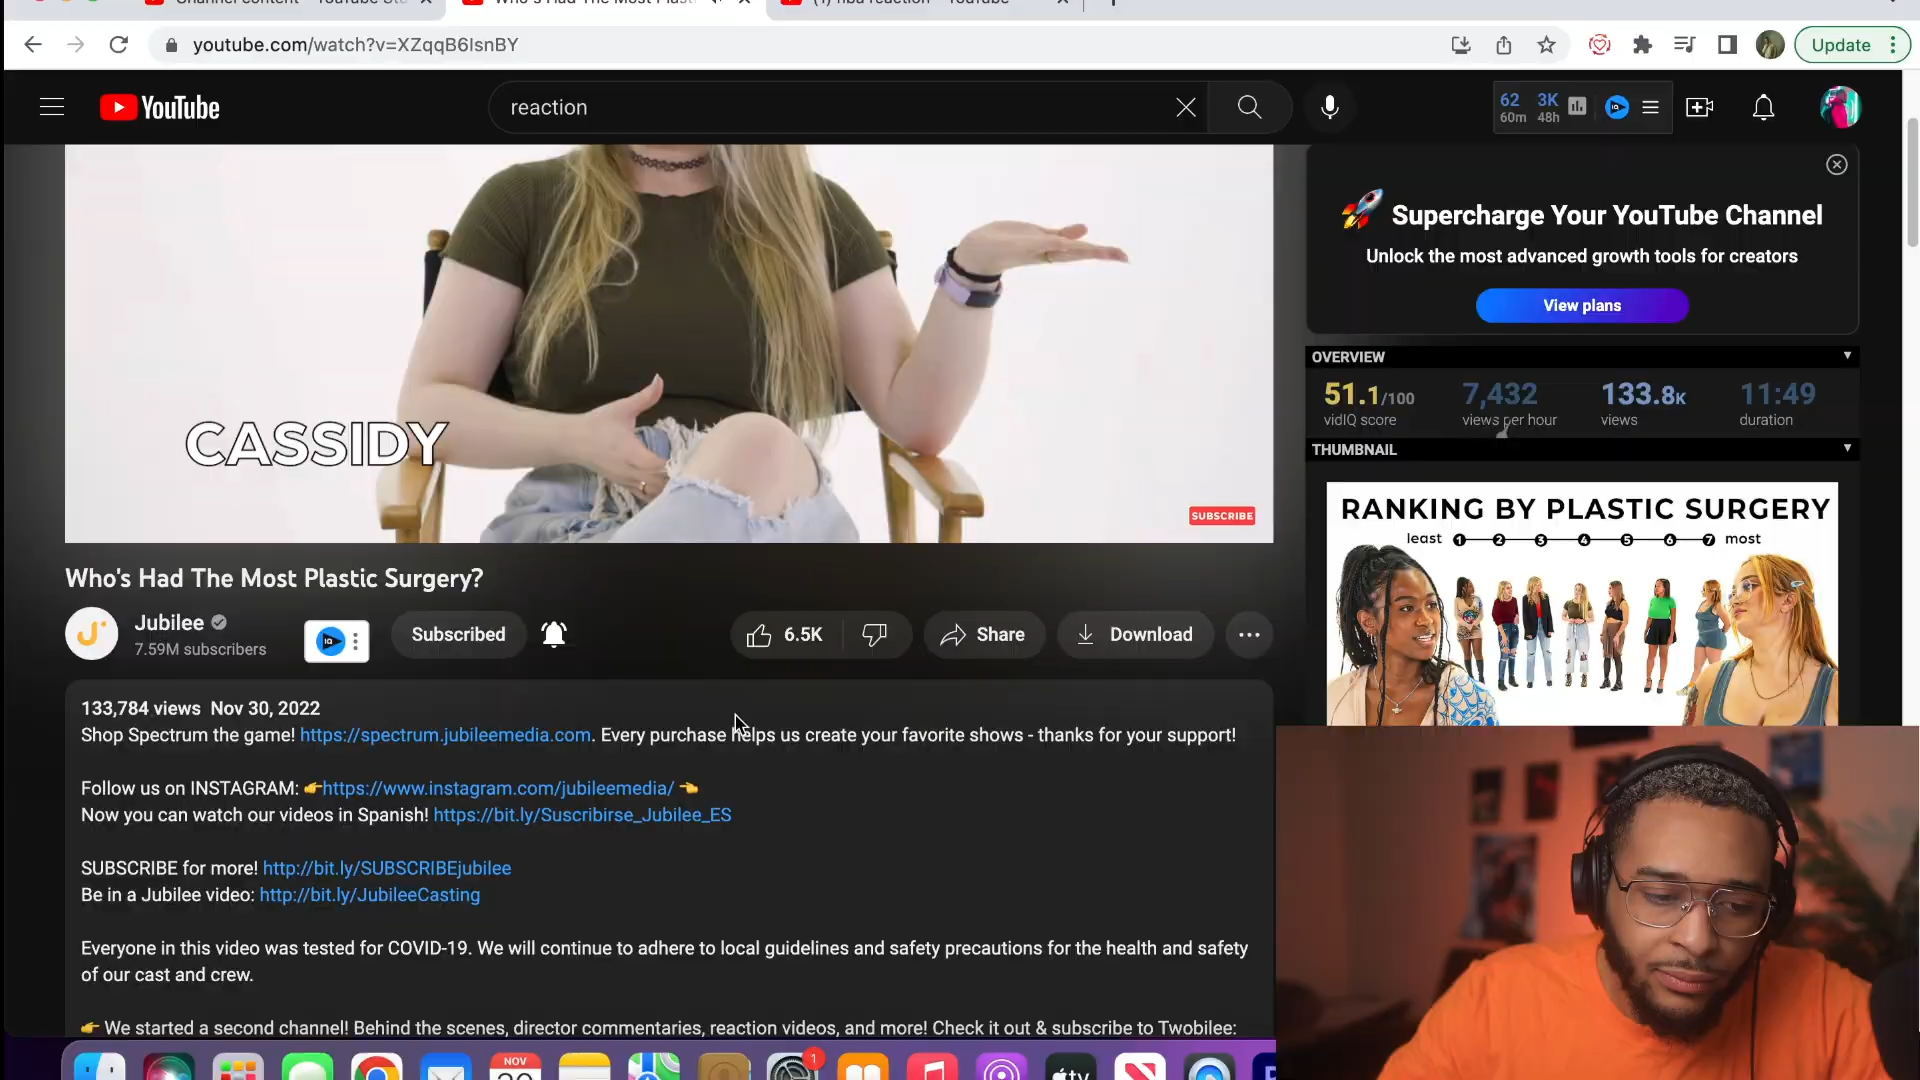 youtube.com/watch?v=XZqqB6IsnBY
Update
YouTube
reaction
62 3K
60m 48h
CASSIDY
SUBSCRIBE
Supercharge Your YouTube Channel
Unlock the most advanced growth tools for creators
View plans
OVERVIEW
51.1/100 7,432 133.8K 11:49
vidIQ score views per hour views duration
THUMBNAIL
RANKING BY PLASTIC SURGERY
least 1 2 3 4 5 6 7 most
Who's Had The Most Plastic Surgery?
Jubilee
7.59M subscribers
Subscribed
6.5K
Share
Download
133,784 views Nov 30, 2022
Shop Spectrum the game! https://spectrum.jubileemedia.com. Every purchase helps us create your favorite shows - thanks for your support!
Follow us on INSTAGRAM: 👉https://www.instagram.com/jubileemedia/ 👈
Now you can watch our videos in Spanish! https://bit.ly/Suscribirse_Jubilee_ES
SUBSCRIBE for more! http://bit.ly/SUBSCRIBEjubilee
Be in a Jubilee video: http://bit.ly/JubileeCasting
Everyone in this video was tested for COVID-19. We will continue to adhere to local guidelines and safety precautions for the health and safety
of our cast and crew.
👉 We started a second channel! Behind the scenes, director commentaries, reaction videos, and more! Check it out & subscribe to Twobilee:
NOV
1